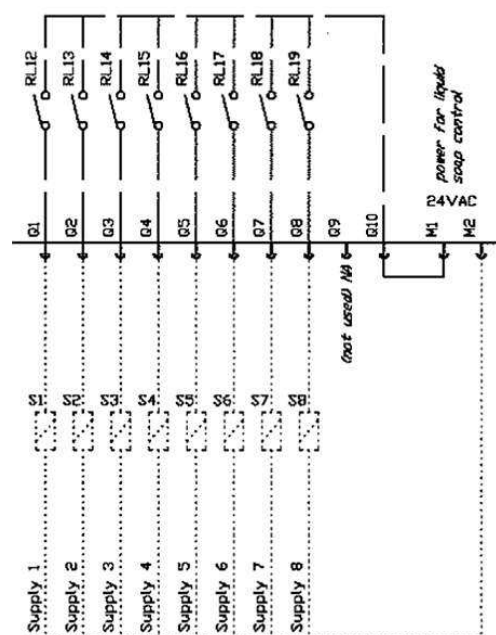 RL12
RL13
RL14
RL15
RL16
RL17
RL18
RL19
power for liquid
soap control
24VAC
Q1
Q2
Q3
Q4
Q5
Q6
Q7
Q8
Q9
Q10
M1
M2
(not used) NA
S1
S2
S3
S4
S5
S6
S7
S8
Supply 1
Supply 2
Supply 3
Supply 4
Supply 5
Supply 6
Supply 7
Supply 8